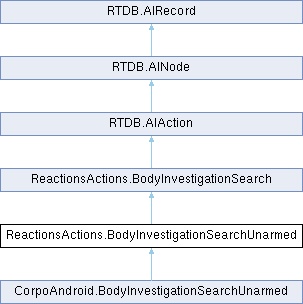 RTDB.AIRecord
RTDB.AINode
RTDB.AIAction
ReactionsActions.BodyInvestigationSearch
ReactionsActions.BodyInvestigationSearchUnarmed
CorpoAndroid.BodyInvestigationSearchUnarmed